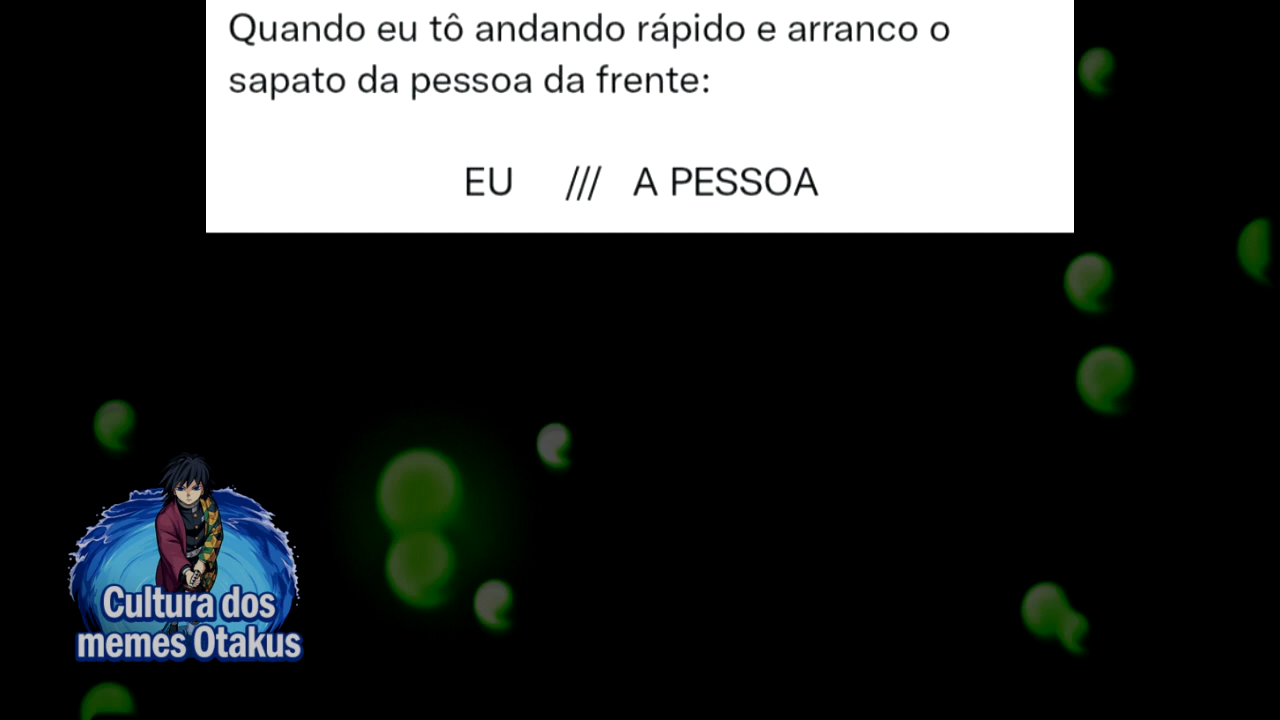 Quando eu tô andando rápido e arranco o
sapato da pessoa da frente:
EU /// A PESSOA
Cultura dos
memes Otakus